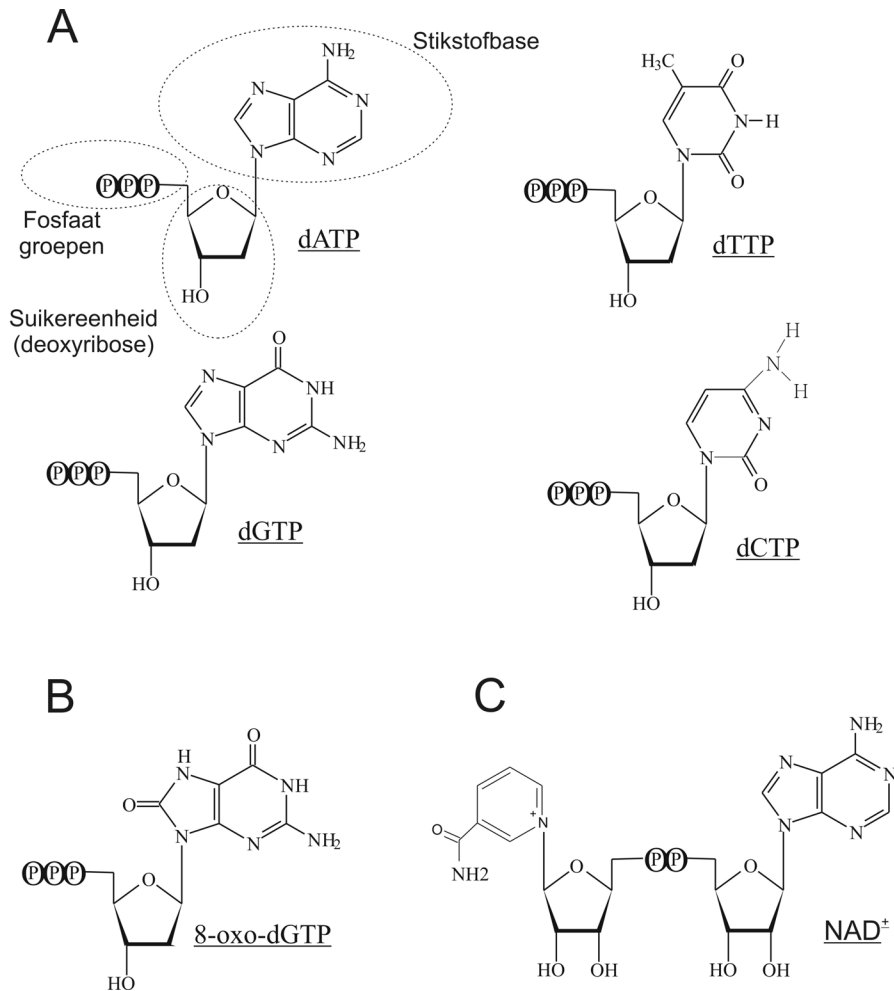 A
Stikstofbase
NH2
N
N
N
N
P P P
O
Fosfaat
groepen
dATP
HO
Suikereenheid
(deoxyribose)
H3C
O
N
H
N
O
P P P
O
dTTP
HO
O
N
NH
N
N
NH2
P P P
O
dGTP
HO
H
N
H
N
N
O
P P P
O
dCTP
HO
B
O
H
N
NH
O
N
N
NH2
P P P
O
8-oxo-dGTP
HO
C
NH2
N
N
N
N
+
N
O
NH2
O
P P
O
NAD±
HO
OH
HO
OH